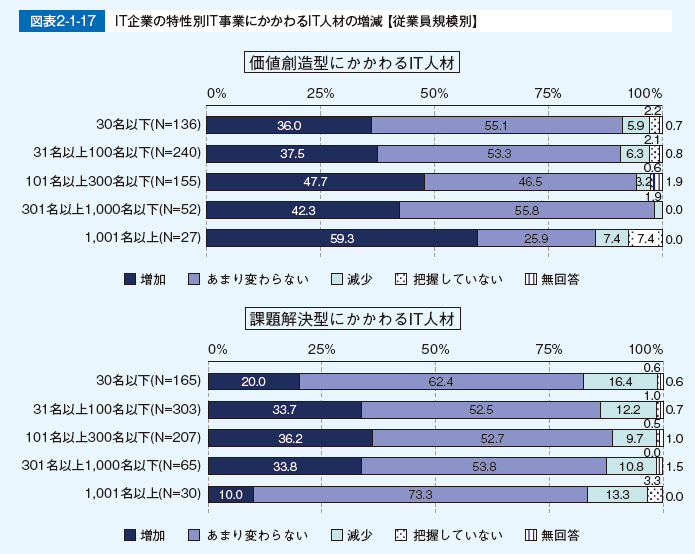 図表2-1-17 IT企業の特性別IT事業にかかわるIT人材の増減【従業員規模別】
価値創造型にかかわるIT人材
0% 25% 50% 75% 100%
2.2
30名以下(N=136) 36.0 55.1 5.9 0.7
2.1
31名以上100名以下(N=240) 37.5 53.3 6.3 0.8
0.6
101名以上300名以下(N=155) 47.7 46.5 3.2 1.9
1.9
301名以上1,000名以下(N=52) 42.3 55.8 0.0
1,001名以上(N=27) 59.3 25.9 7.4 7.4 0.0
増加 あまり変わらない 減少 把握していない 無回答
課題解決型にかかわるIT人材
0% 25% 50% 75% 100%
0.6
30名以下(N=165) 20.0 62.4 16.4 0.6
1.0
31名以上100名以下(N=303) 33.7 52.5 12.2 0.7
0.5
101名以上300名以下(N=207) 36.2 52.7 9.7 1.0
0.0
301名以上1,000名以下(N=65) 33.8 53.8 10.8 1.5
3.3
1,001名以上(N=30) 10.0 73.3 13.3 0.0
増加 あまり変わらない 減少 把握していない 無回答